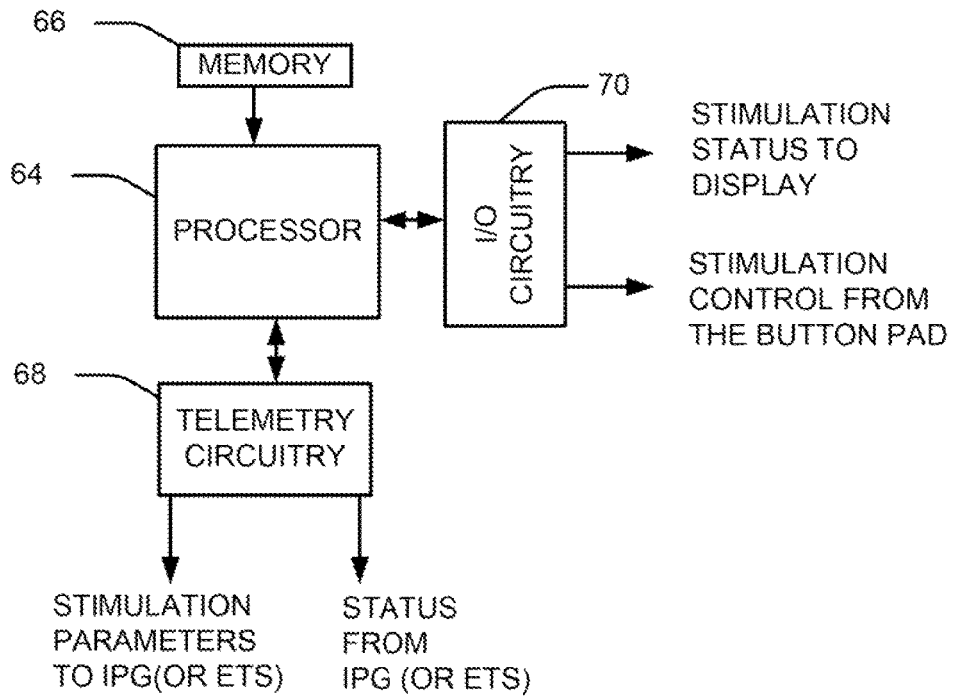 66
MEMORY
70
STIMULATION
STATUS TO
DISPLAY
64
PROCESSOR
I/O
CIRCUITRY
STIMULATION
CONTROL FROM
THE BUTTON PAD
68
TELEMETRY
CIRCUITRY
STIMULATION
PARAMETERS
TO IPG(OR ETS)
STATUS
FROM
IPG (OR ETS)